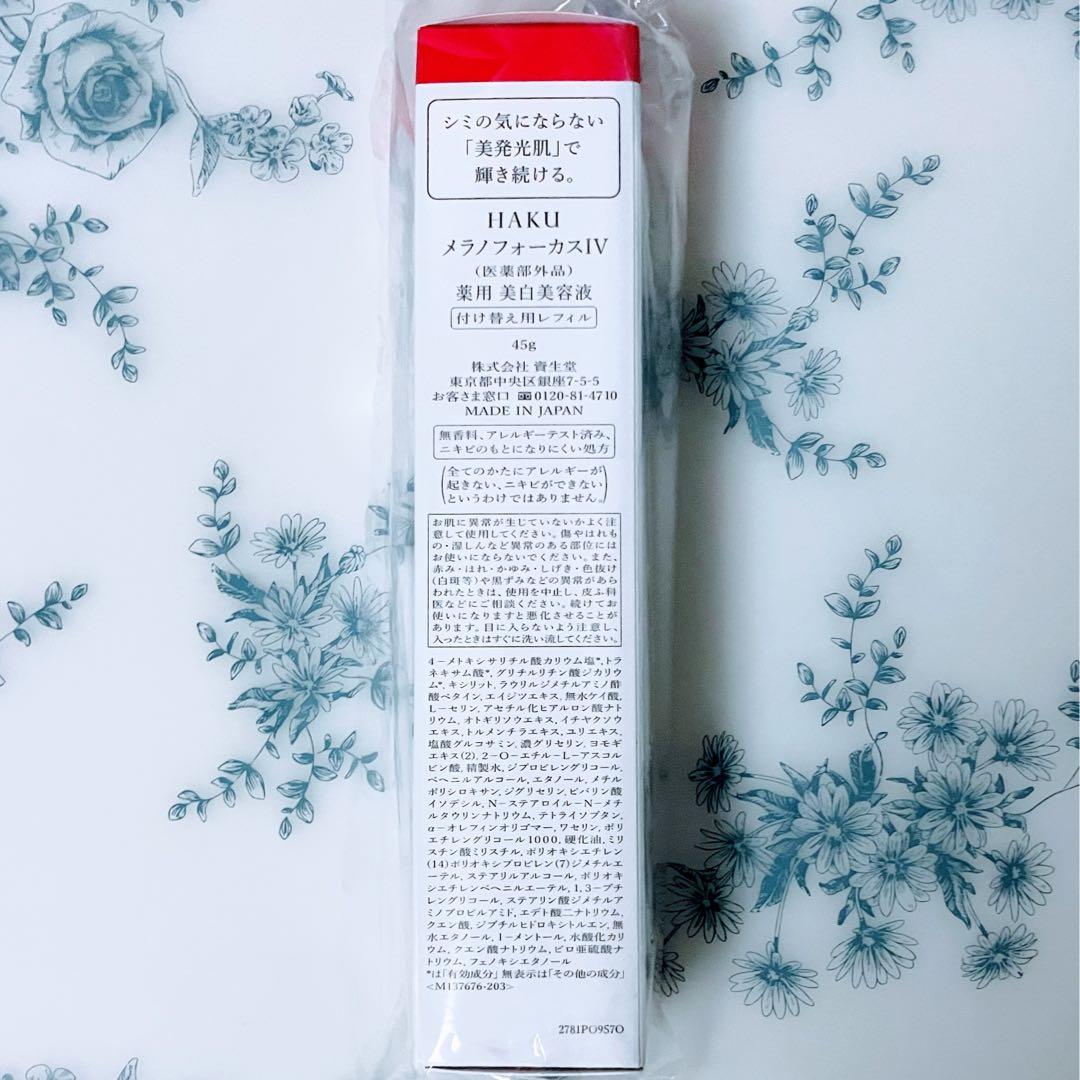 シミの気にならない
「美発光肌」で
輝き続ける。
HAKU
メラノフォーカスIV
(医薬部外品)
薬用 美白美容液
付け替え用レフィル
45g
株式会社 資生堂
東京都中央区銀座7-5-5
お客さま窓口 0120-81-4710
MADE IN JAPAN
無香料、アレルギーテスト済み、
ニキビのもとになりにくい処方
(全てのかたにアレルギーが
起きない、ニキビができない
というわけではありません。)
お肌に異常が生じていないかよく注
意して使用してください。傷やはれも
の・湿しんなど異常のある部位には
お使いにならないでください。また、
赤み・はれ・かゆみ・しげき・色抜け
(白斑等)や黒ずみなどの異常があら
われたときは、使用を中止し、皮ふ科
医などにご相談ください。続けてお
使いになりますと悪化させることが
あります。目に入らないよう注意し、
入ったときはすぐに洗い流してください。
4-メトキシサリチル酸カリウム塩*,トラ
ネキサム酸*,グリチルリチン酸ジカリウ
ム*,キシリット,ラウリルジメチルアミノ酢
酸ベタイン,エイジツエキス,無水ケイ酸,
L-セリン,アセチル化ヒアルロン酸ナト
リウム,オトギリソウエキス,イチヤクソウ
エキス,トルメンチラエキス,ユリエキス,
塩酸グルコサミン,濃グリセリン,ヨモギ
エキス(2),2-O-エチル-L-アスコル
ビン酸,精製水,ジプロピレングリコール,
ベヘニルアルコール,エタノール,メチル
ポリシロキサン,ジグリセリン,ピバリン酸
イソデシル,N-ステアロイル-N-メチ
ルタウリンナトリウム,テトライソブタン,
α-オレフィンオリゴマー,ワセリン,ポリ
エチレングリコール1000,硬化油,ミリ
スチン酸ミリスチル,ポリオキシエチレン
(14)ポリオキシプロピレン(7)ジメチルエ
ーテル,ステアリルアルコール,ポリオキ
シエチレンベヘニルエーテル,1,3-ブチ
レングリコール,ステアリン酸ジメチルア
ミノプロピルアミド,エデト酸二ナトリウム,
クエン酸,ジブチルヒドロキシトルエン,無
水エタノール,l-メントール,水酸化カリ
ウム,クエン酸ナトリウム,ピロ亜硫酸ナ
トリウム,フェノキシエタノール
*は「有効成分」無表示は「その他の成分」
<M137676-203>
2781PO957O